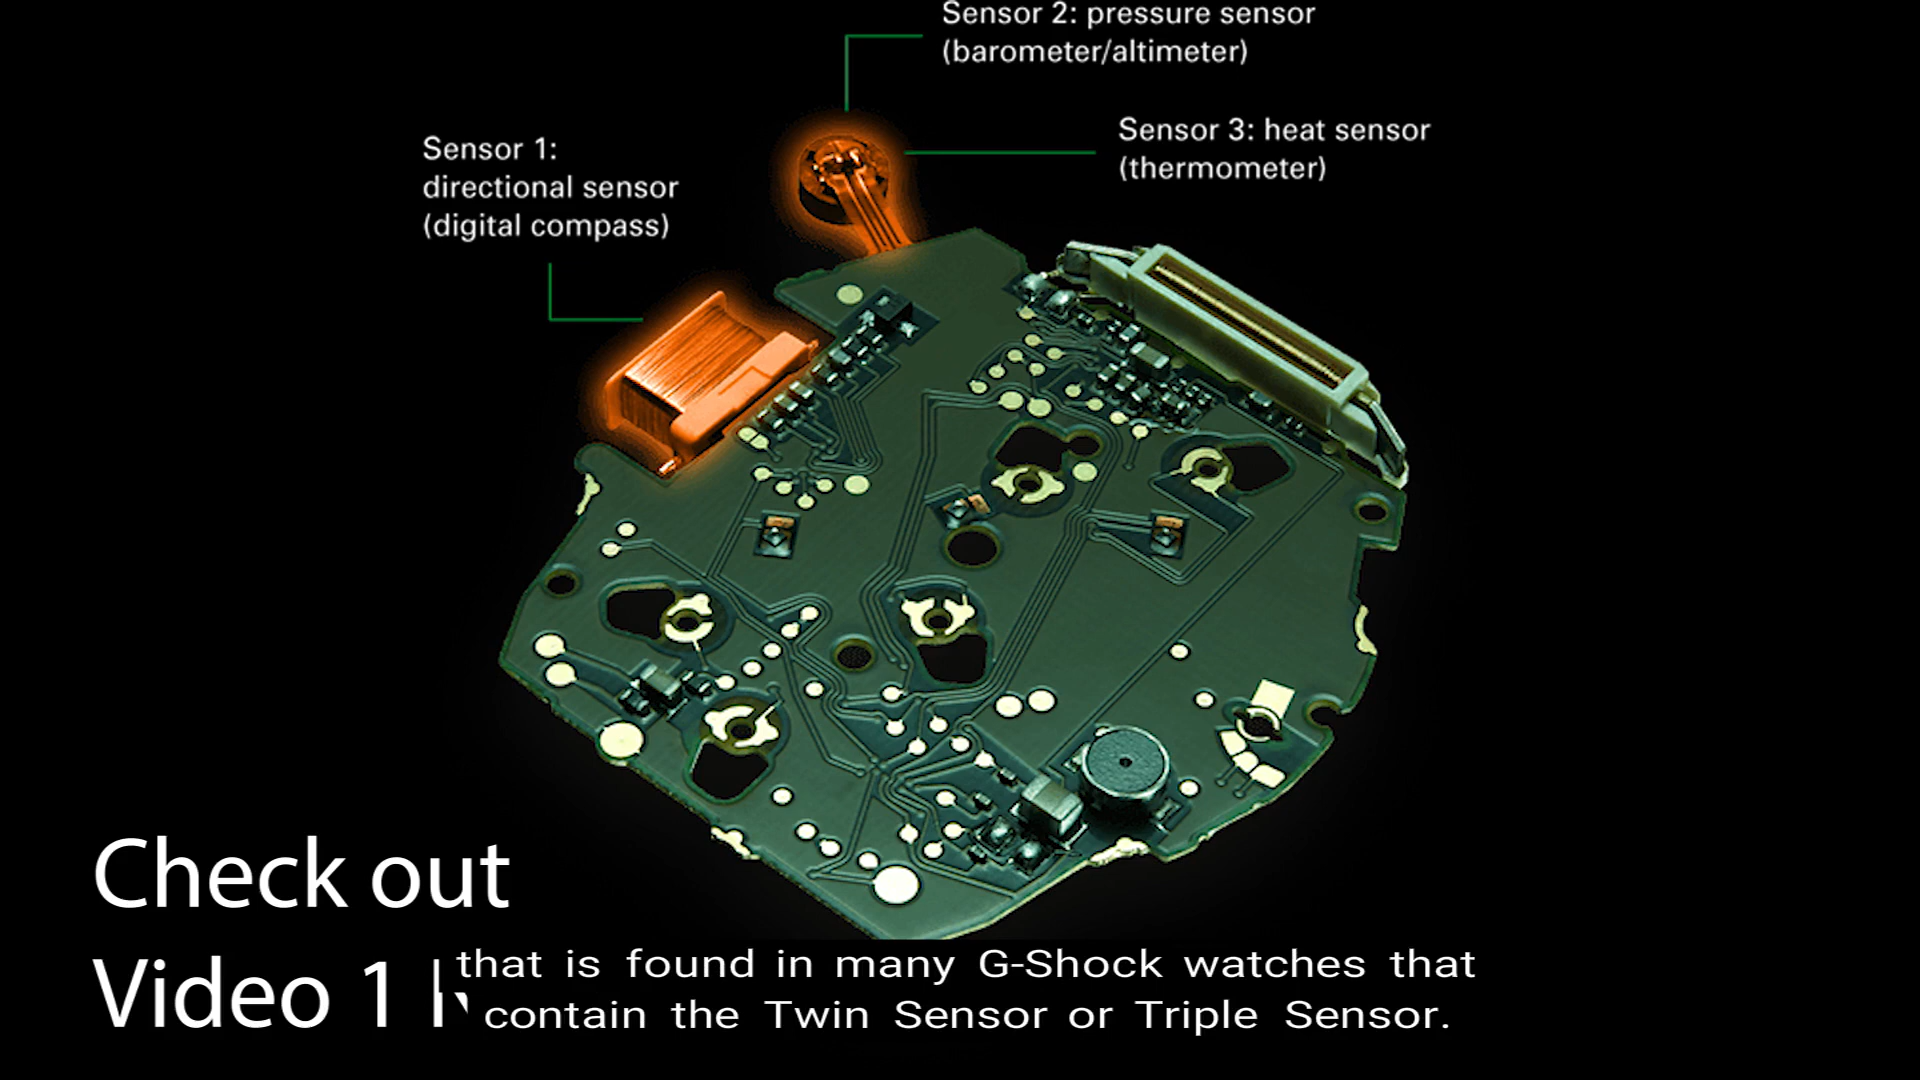 Sensor 2: pressure sensor
(barometer/altimeter)
Sensor 3: heat sensor
(thermometer)
Sensor 1:
directional sensor
(digital compass)
Check out
Video 1
that is found in many G-Shock watches that
contain the Twin Sensor or Triple Sensor.